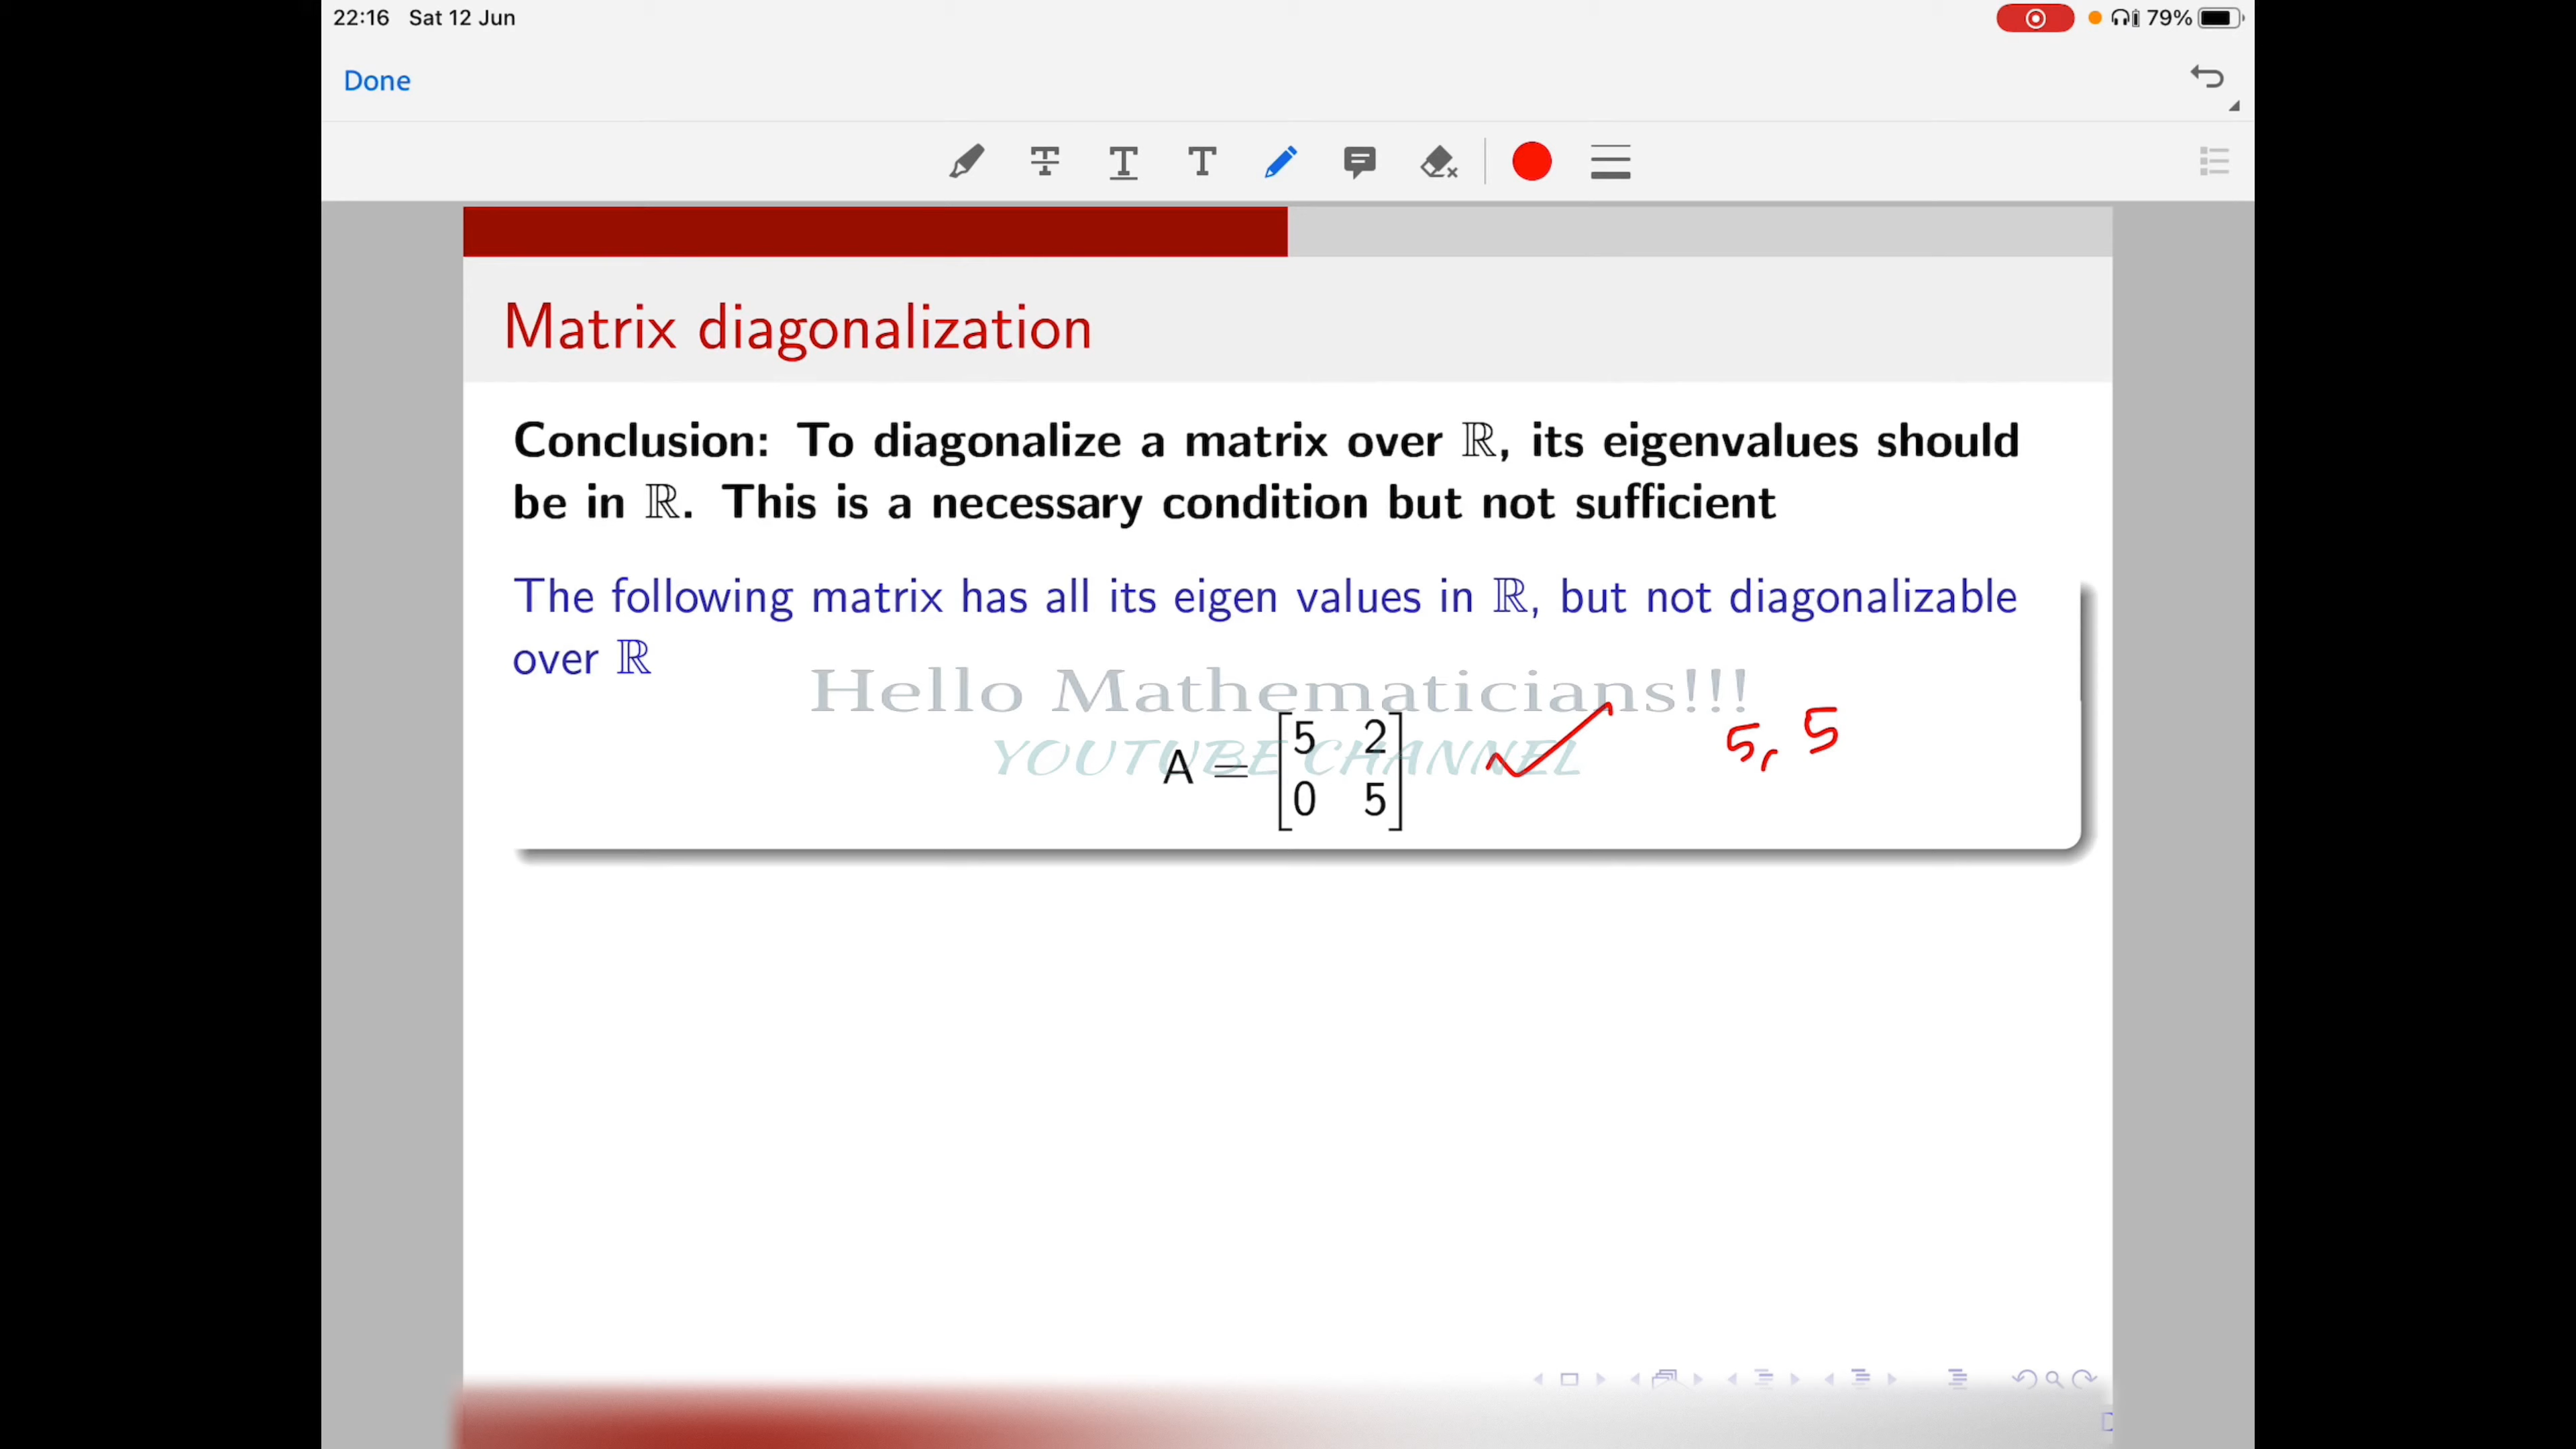 22:16 Sat 12 Jun
79%
Done
Matrix diagonalization
Conclusion: To diagonalize a matrix over ℝ, its eigenvalues should
be in ℝ. This is a necessary condition but not sufficient
The following matrix has all its eigen values in ℝ, but not diagonalizable
over ℝ
Hello Mathematicians!!!
YOUTUBE CHANNEL
A = [5 2
0 5]
5, 5